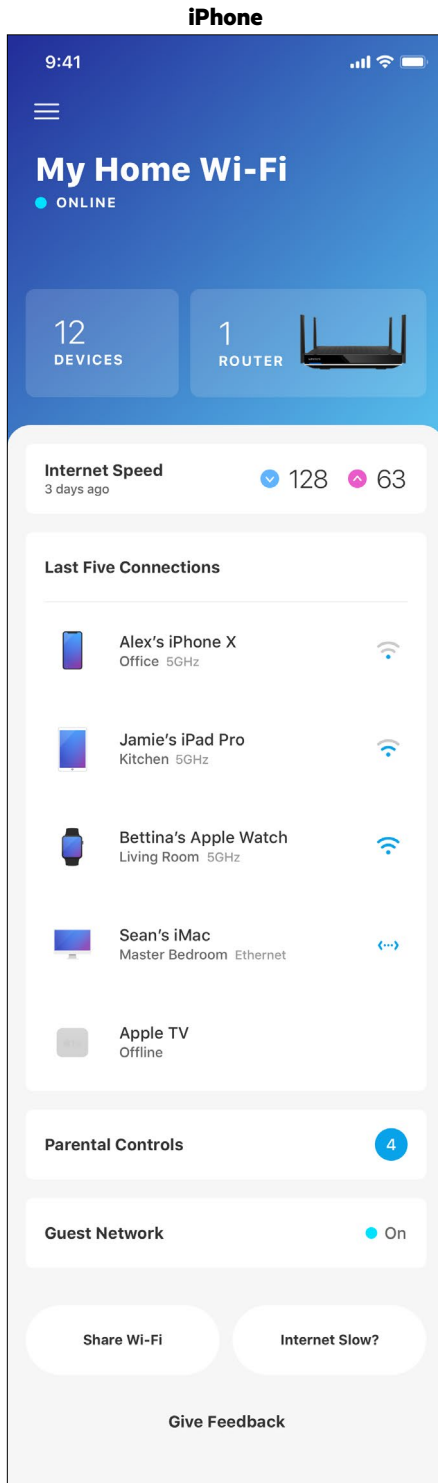 iPhone
9:41
My Home Wi-Fi
ONLINE
12
DEVICES
1
ROUTER
Internet Speed
3 days ago
128
63
Last Five Connections
Alex’s iPhone X
Office 5GHz
Jamie’s iPad Pro
Kitchen 5GHz
Bettina’s Apple Watch
Living Room 5GHz
Sean’s iMac
Master Bedroom Ethernet
Apple TV
Offline
Parental Controls
4
Guest Network
On
Share Wi-Fi
Internet Slow?
Give Feedback